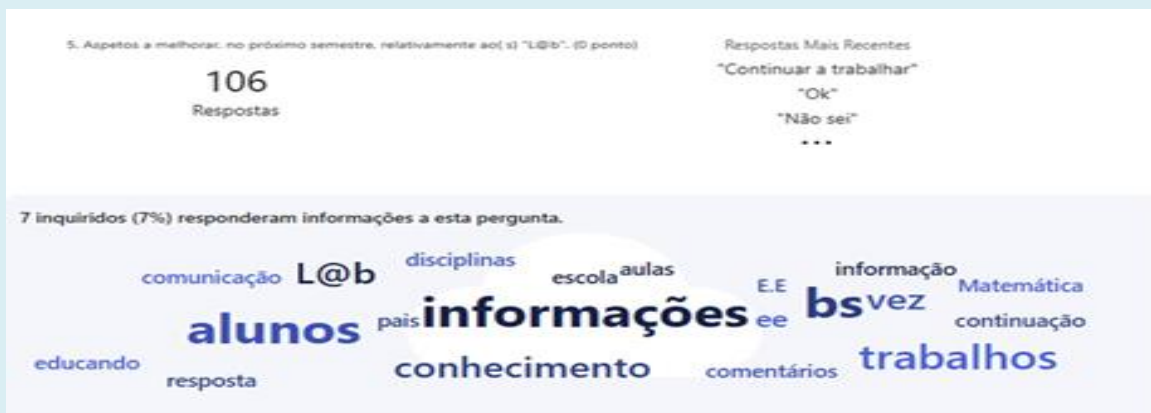 5. Aspetos a melhorar, no próximo semestre, relativamente ao( s) "L@b". (0 ponto)
106
Respostas
Respostas Mais Recentes
"Continuar a trabalhar"
"Ok"
"Não sei"
...
7 inquiridos (7%) responderam informações a esta pergunta.
comunicação L@b disciplinas escola aulas informação
E.E Matemática
alunos pais informações ee bs vez continuação
educando resposta conhecimento comentários trabalhos